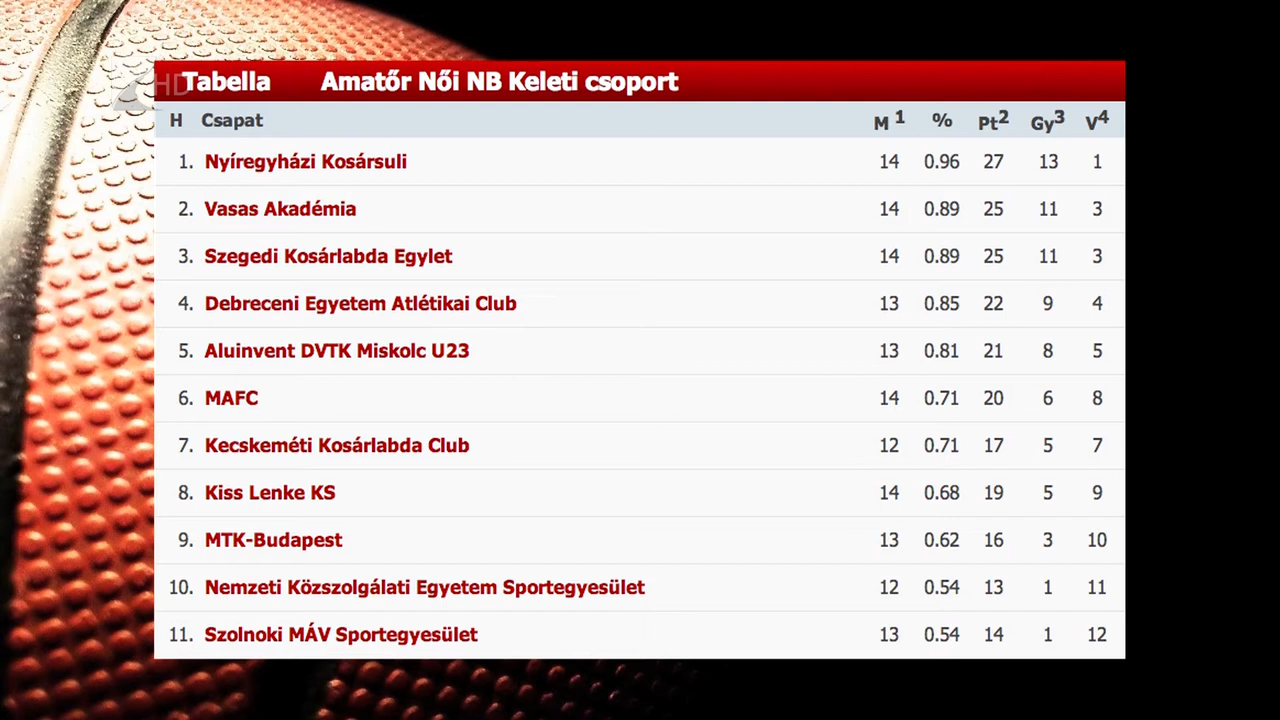 HD
Tabella Amatőr Női NB Keleti csoport
H Csapat M 1 % Pt2 Gy3 V4
1. Nyíregyházi Kosársuli 14 0.96 27 13 1
2. Vasas Akadémia 14 0.89 25 11 3
3. Szegedi Kosárlabda Egylet 14 0.89 25 11 3
4. Debreceni Egyetem Atlétikai Club 13 0.85 22 9 4
5. Aluinvent DVTK Miskolc U23 13 0.81 21 8 5
6. MAFC 14 0.71 20 6 8
7. Kecskeméti Kosárlabda Club 12 0.71 17 5 7
8. Kiss Lenke KS 14 0.68 19 5 9
9. MTK-Budapest 13 0.62 16 3 10
10. Nemzeti Közszolgálati Egyetem Sportegyesület 12 0.54 13 1 11
11. Szolnoki MÁV Sportegyesület 13 0.54 14 1 12